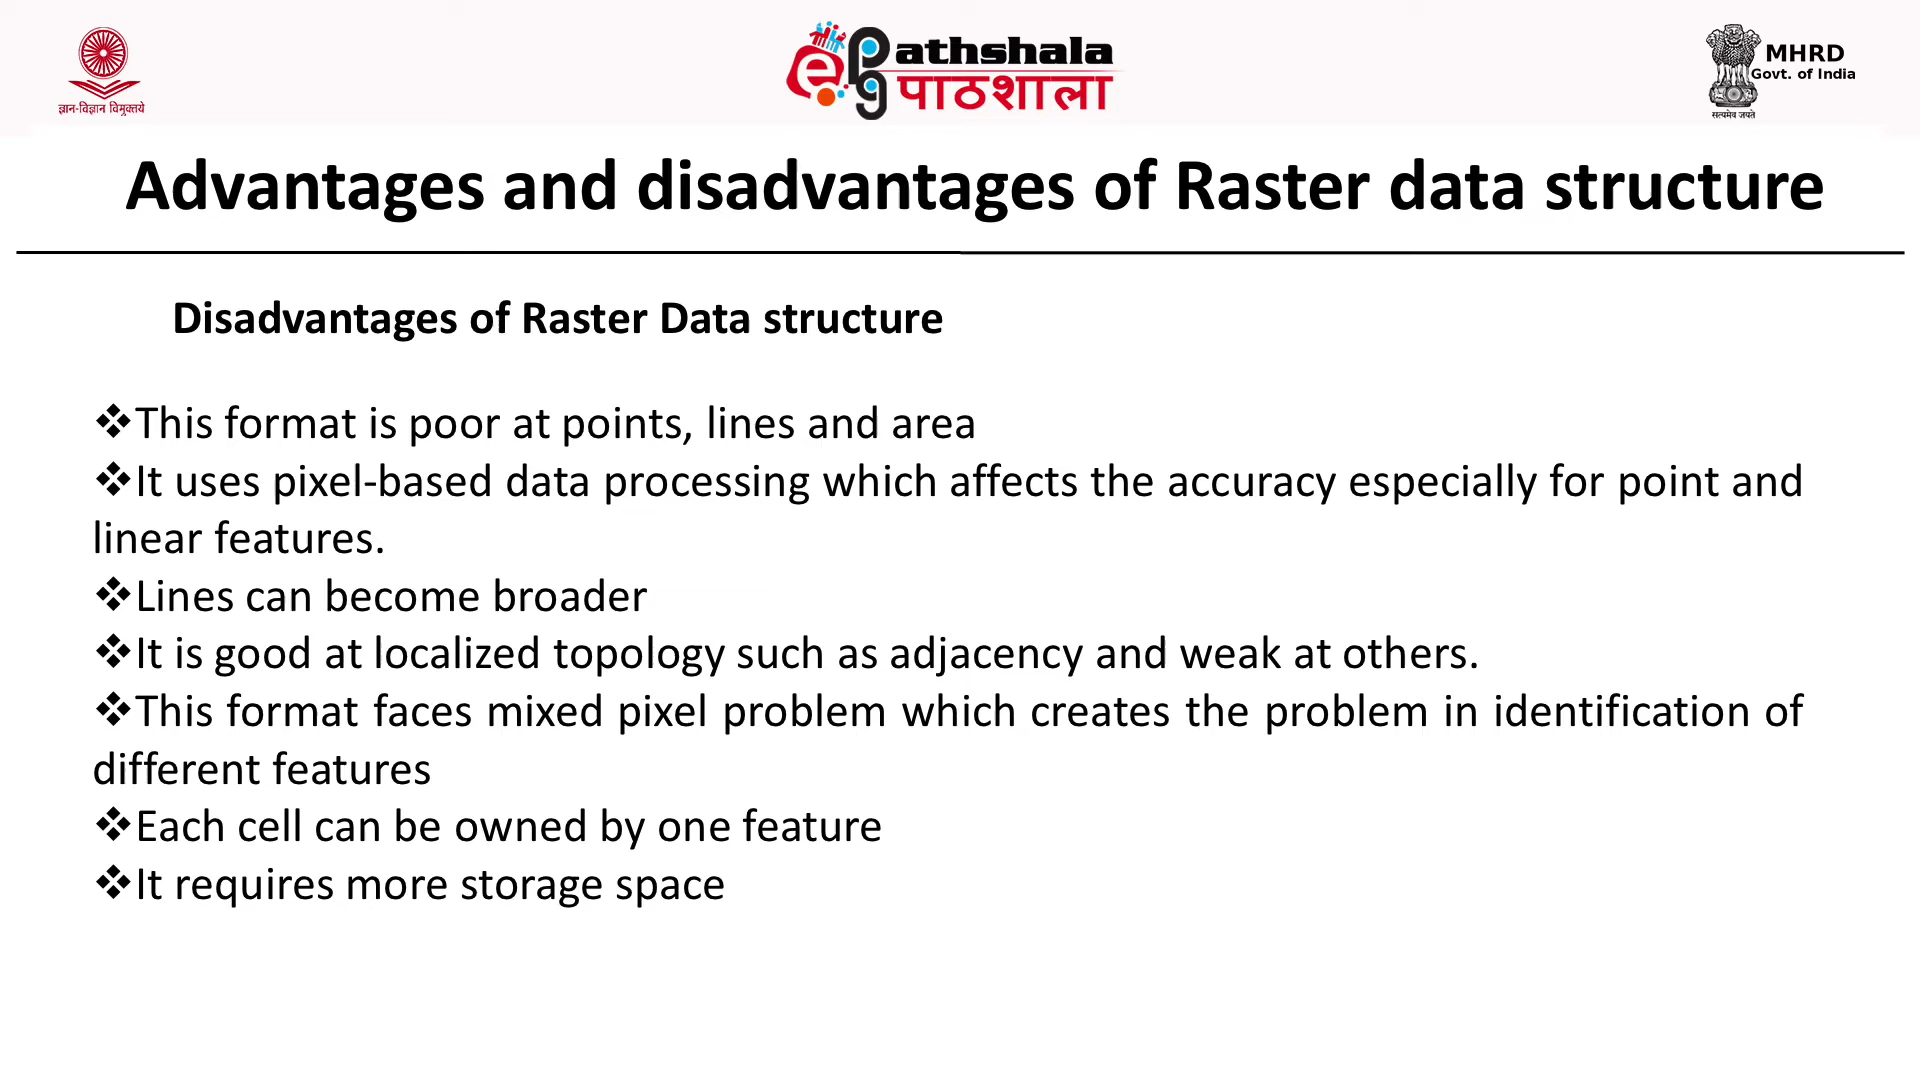 ज्ञान-विज्ञान विमुक्तये
athshala
पाठशाला
MHRD
Govt. of India
सत्यमेव जयते
Advantages and disadvantages of Raster data structure
Disadvantages of Raster Data structure
❖This format is poor at points, lines and area
❖It uses pixel-based data processing which affects the accuracy especially for point and
linear features.
❖Lines can become broader
❖It is good at localized topology such as adjacency and weak at others.
❖This format faces mixed pixel problem which creates the problem in identification of
different features
❖Each cell can be owned by one feature
❖It requires more storage space